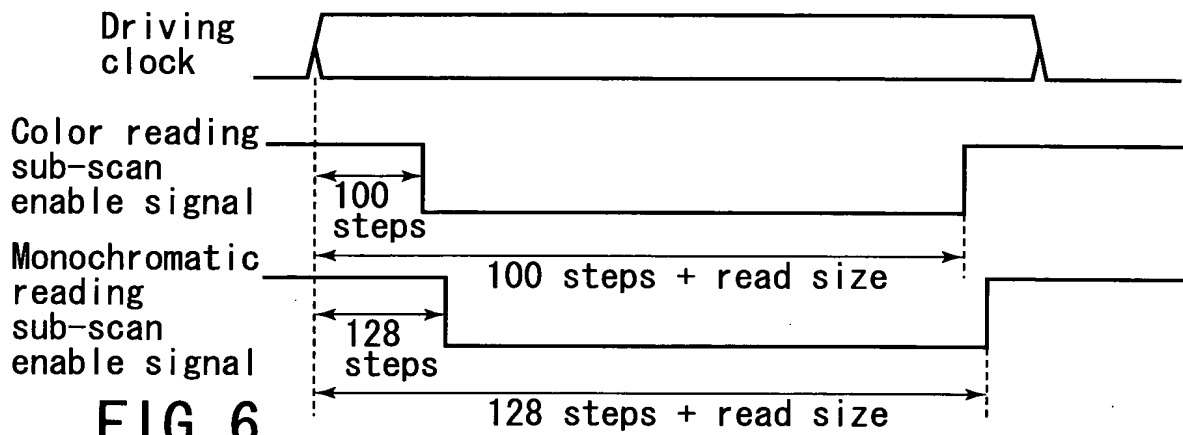 Driving
clock
Color reading
sub-scan
enable signal
100
steps
100 steps + read size
Monochromatic
reading
sub-scan
enable signal
128
steps
128 steps + read size
FIG. 6